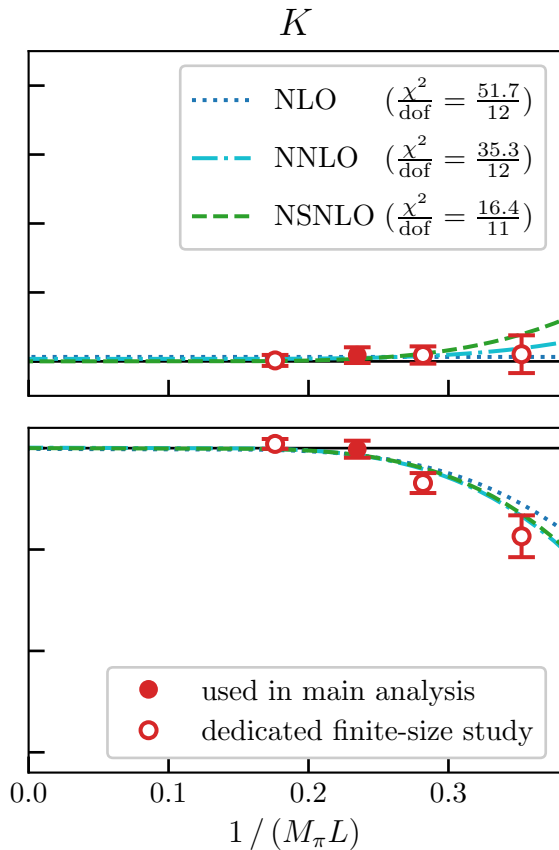 K
NLO (χ²/dof = 51.7/12)
NNLO (χ²/dof = 35.3/12)
NSNLO (χ²/dof = 16.4/11)
used in main analysis
dedicated finite-size study
0.0 0.1 0.2 0.3
1 / (M_πL)